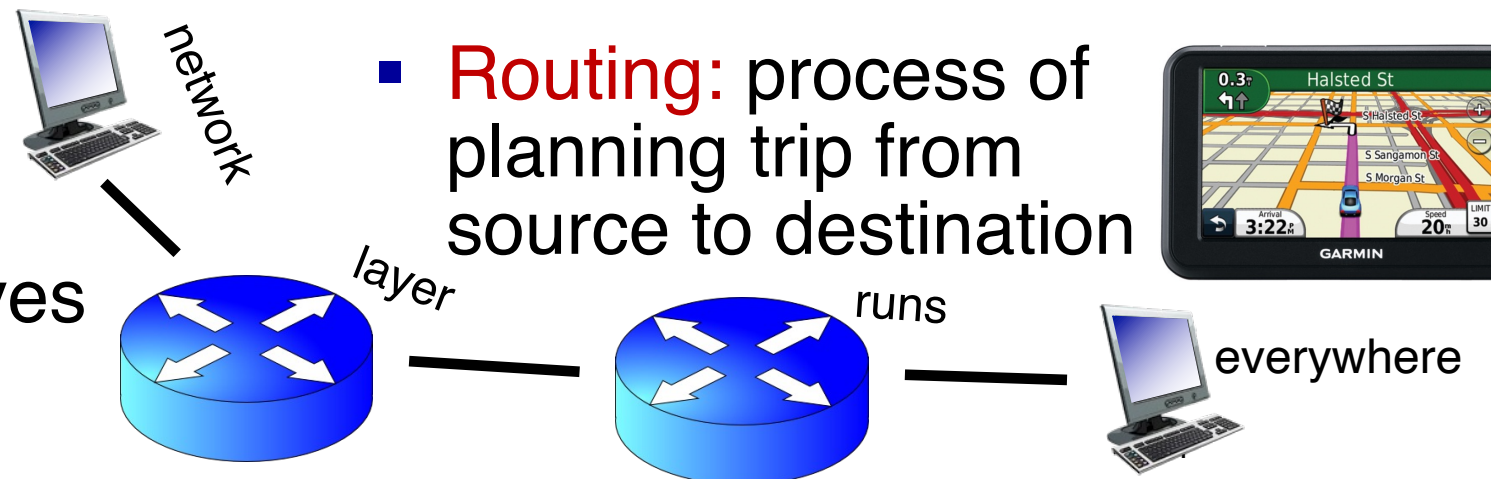 network
Routing: process of
planning trip from
source to destination
layer
runs
everywhere
0.3
Halsted St
S Halsted St
S Sangamon St
S Morgan St
Arrival
3:22 PM
Speed
20
LIMIT
30
GARMIN